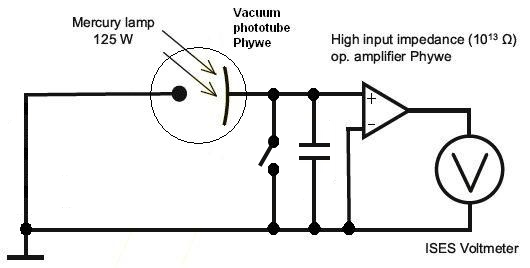 Mercury lamp
125 W
Vacuum
phototube
Phywe
High input impedance (10¹³ Ω)
op. amplifier Phywe
+
−
V
ISES Voltmeter